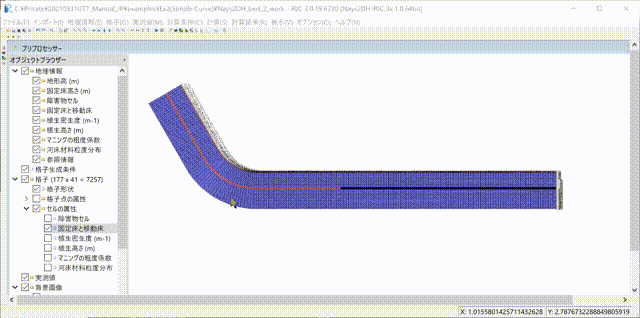 C:¥Private¥20210331UTT_Manual_JP¥examples¥Ex2(Simple-Curve)¥Nays2DH_bed_2_work - iRIC 3.0.19.6730 [Nays2DH iRIC3x 1.0 64bit]
ファイル(F) インポート(I) 地理情報(E) 格子(G) 実測値(M) 計算条件(C) 計算(S) 計算結果(R) 表示(V) オプション(O) ヘルプ(H)
プリプロセッサー
オブジェクトブラウザー
地理情報
地形高 (m)
固定床高さ (m)
障害物セル
固定床と移動床
植生密生度 (m-1)
植生高さ (m)
マニングの粗度係数
河床材料粒度分布
参照情報
格子生成条件
格子 (177 x 41 = 7257)
格子形状
格子点の属性
セルの属性
障害物セル
固定床と移動床
植生密生度 (m-1)
植生高さ (m)
マニングの粗度係数
河床材料粒度分布
実測値
背景画像
X: 1.0155801425711432628 Y: 2.7876732288849805919